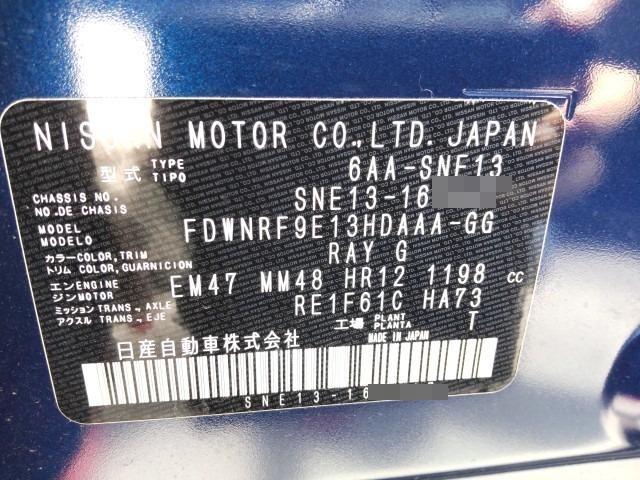 NISSAN MOTOR CO.,LTD. JAPAN
型式 TYPE TIPO 6AA-SNE13
CHASSIS NO. NO.DE CHASIS SNE13-16
MODEL MODELO FDWNRF9E13HDAAA-GG
カラー COLOR, TRIM トリム COLOR, GUARNICION RAY G
エンジン ENGINE MOTOR EM47 MM48 HR12 1198 cc
ミッション TRANS., AXLE アクスル TRANS., EJE RE1F61C HA73
工場 PLANT PLANTA T
日産自動車株式会社 MADE IN JAPAN
SNE13-16